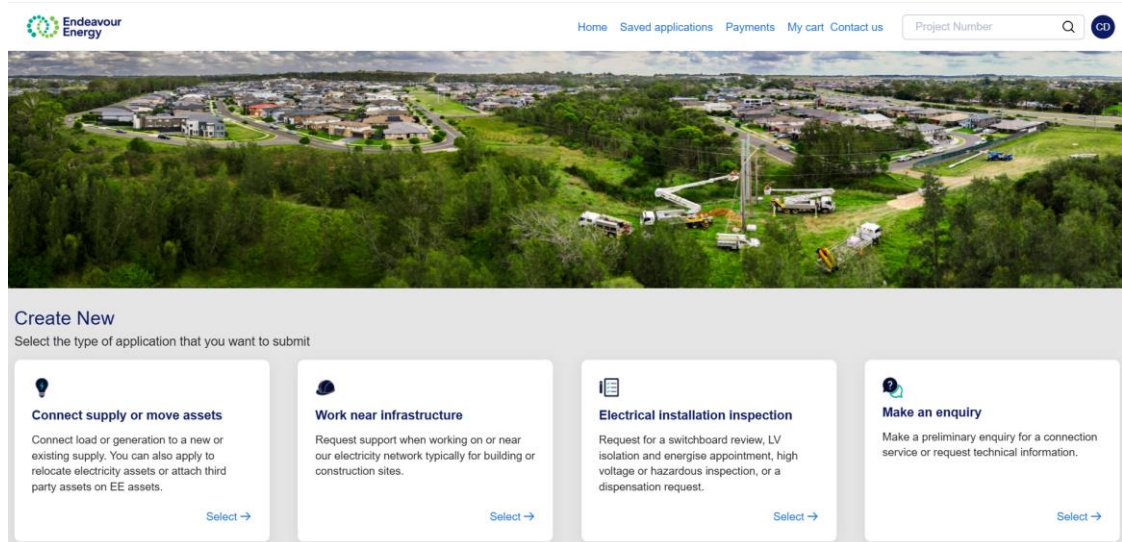 Endeavour
Energy
Home Saved applications Payments My cart Contact us Project Number CD
Create New
Select the type of application that you want to submit
Connect supply or move assets
Connect load or generation to a new or
existing supply. You can also apply to
relocate electricity assets or attach third
party assets on EE assets.
Select →
Work near infrastructure
Request support when working on or near
our electricity network typically for building or
construction sites.
Select →
Electrical installation inspection
Request for a switchboard review, LV
isolation and energise appointment, high
voltage or hazardous inspection, or a
dispensation request.
Select →
Make an enquiry
Make a preliminary enquiry for a connection
service or request technical information.
Select →